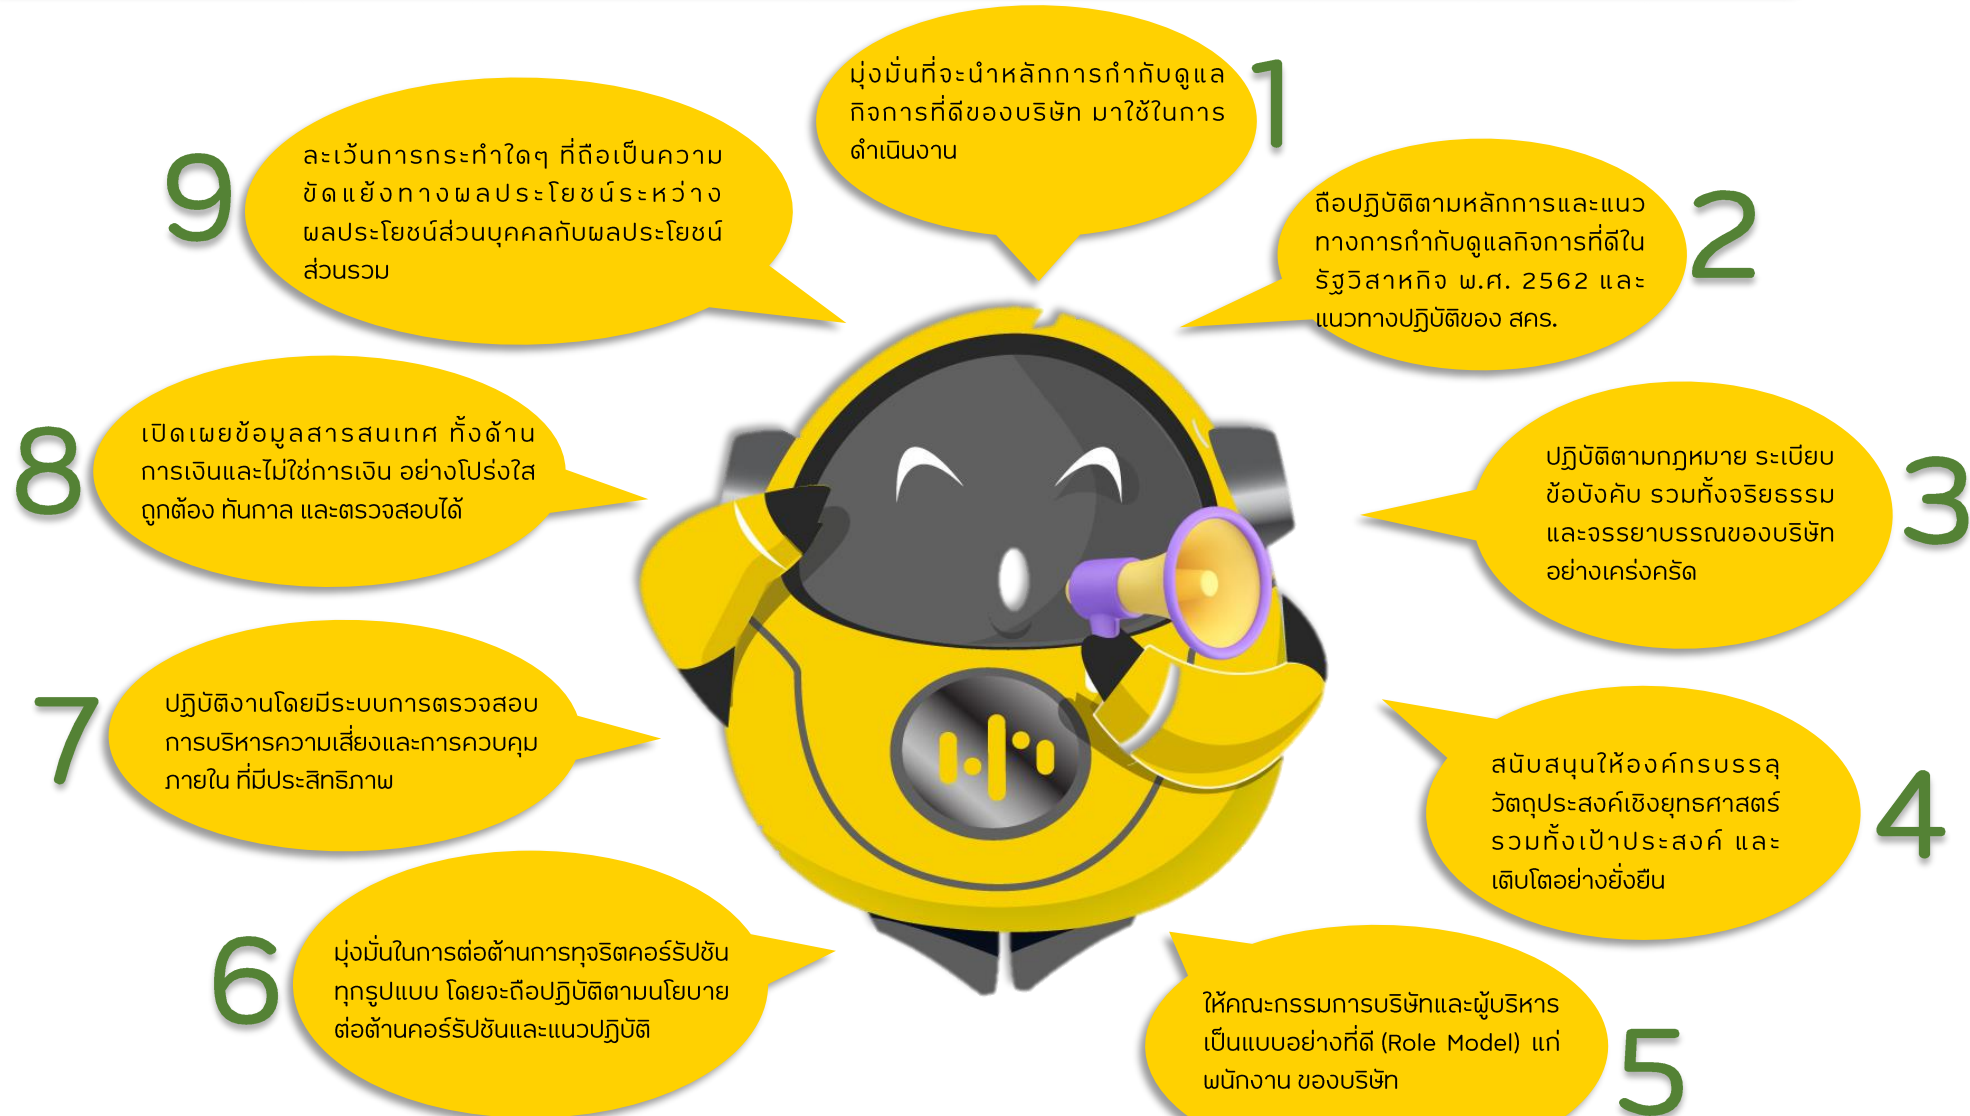 1
มุ่งมั่นที่จะนำหลักการกำกับดูแล
กิจการที่ดีของบริษัท มาใช้ในการ
ดำเนินงาน
2
ถือปฏิบัติตามหลักการและแนว
ทางการกำกับดูแลกิจการที่ดีใน
รัฐวิสาหกิจ พ.ศ. 2562 และ
แนวทางปฏิบัติของ สคร.
3
ปฏิบัติตามกฎหมาย ระเบียบ
ข้อบังคับ รวมทั้งจริยธรรม
และจรรยาบรรณของบริษัท
อย่างเคร่งครัด
4
สนับสนุนให้องค์กรบรรลุ
วัตถุประสงค์เชิงยุทธศาสตร์
รวมทั้งเป้าประสงค์ และ
เติบโตอย่างยั่งยืน
5
ให้คณะกรรมการบริษัทและผู้บริหาร
เป็นแบบอย่างที่ดี (Role Model) แก่
พนักงาน ของบริษัท
6
มุ่งมั่นในการต่อต้านการทุจริตคอร์รัปชัน
ทุกรูปแบบ โดยจะถือปฏิบัติตามนโยบาย
ต่อต้านคอร์รัปชันและแนวปฏิบัติ
7
ปฏิบัติงานโดยมีระบบการตรวจสอบ
การบริหารความเสี่ยงและการควบคุม
ภายใน ที่มีประสิทธิภาพ
8
เปิดเผยข้อมูลสารสนเทศ ทั้งด้าน
การเงินและไม่ใช่การเงิน อย่างโปร่งใส
ถูกต้อง ทันกาล และตรวจสอบได้
9
ละเว้นการกระทำใดๆ ที่ถือเป็นความ
ขัดแย้งทางผลประโยชน์ระหว่าง
ผลประโยชน์ส่วนบุคคลกับผลประโยชน์
ส่วนรวม